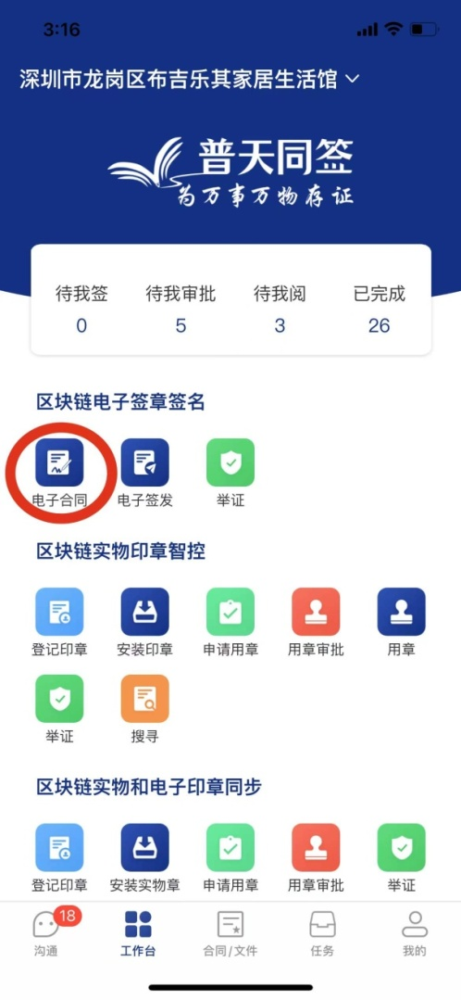 3:16
深圳市龙岗区布吉乐其家居生活馆
普天同签
为万事万物存证
待我签 待我审批 待我阅 已完成
0 5 3 26
区块链电子签章签名
电子合同 电子签发 举证
区块链实物印章智控
登记印章 安装印章 申请用章 用章审批 用章
举证 搜寻
区块链实物和电子印章同步
登记印章 安装实物章 申请用章 用章审批 举证
18
沟通 工作台 合同/文件 任务 我的